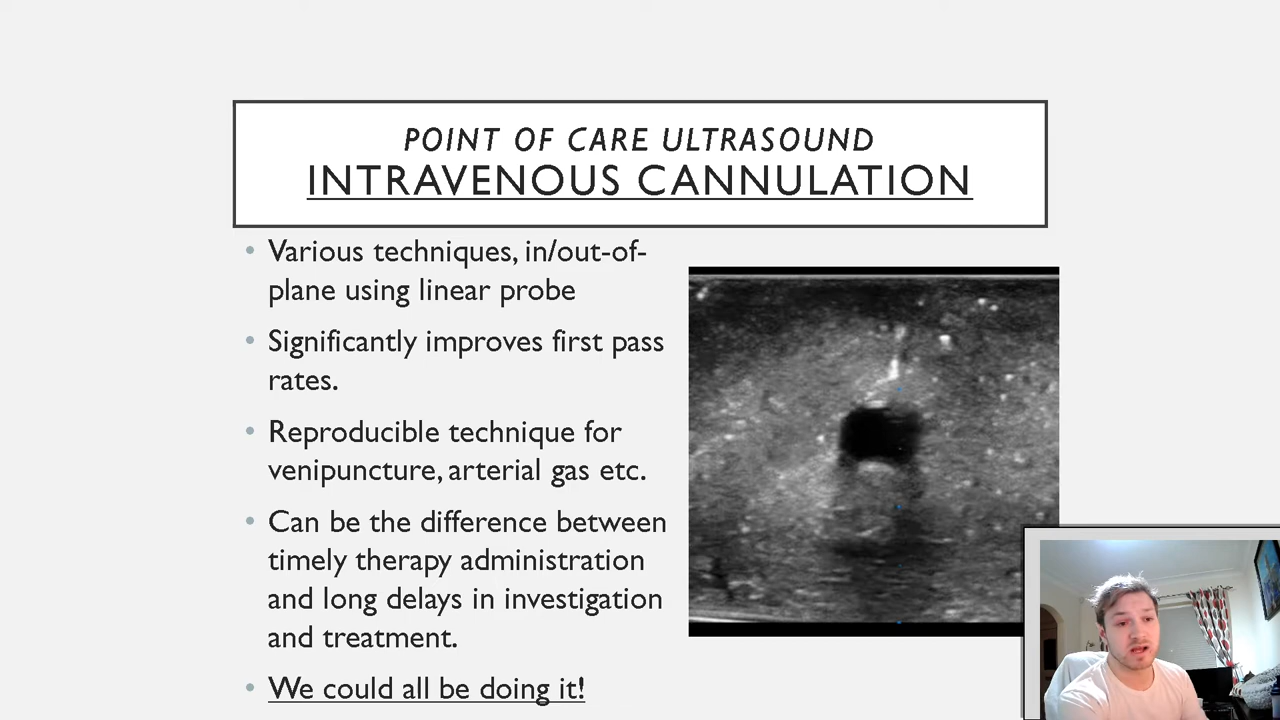 POINT OF CARE ULTRASOUND
INTRAVENOUS CANNULATION
• Various techniques, in/out-of-
plane using linear probe
• Significantly improves first pass
rates.
• Reproducible technique for
venipuncture, arterial gas etc.
• Can be the difference between
timely therapy administration
and long delays in investigation
and treatment.
• We could all be doing it!